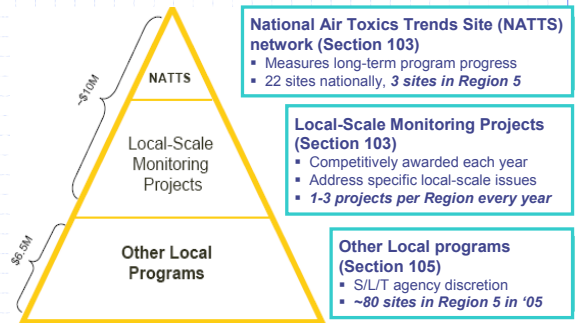 ~$10M
$6.5M
NATTS
Local-Scale
Monitoring
Projects
Other Local
Programs
National Air Toxics Trends Site (NATTS)
network (Section 103)
▪ Measures long-term program progress
▪ 22 sites nationally, 3 sites in Region 5
Local-Scale Monitoring Projects
(Section 103)
▪ Competitively awarded each year
▪ Address specific local-scale issues
▪ 1-3 projects per Region every year
Other Local programs
(Section 105)
▪ S/L/T agency discretion
▪ ~80 sites in Region 5 in ‘05